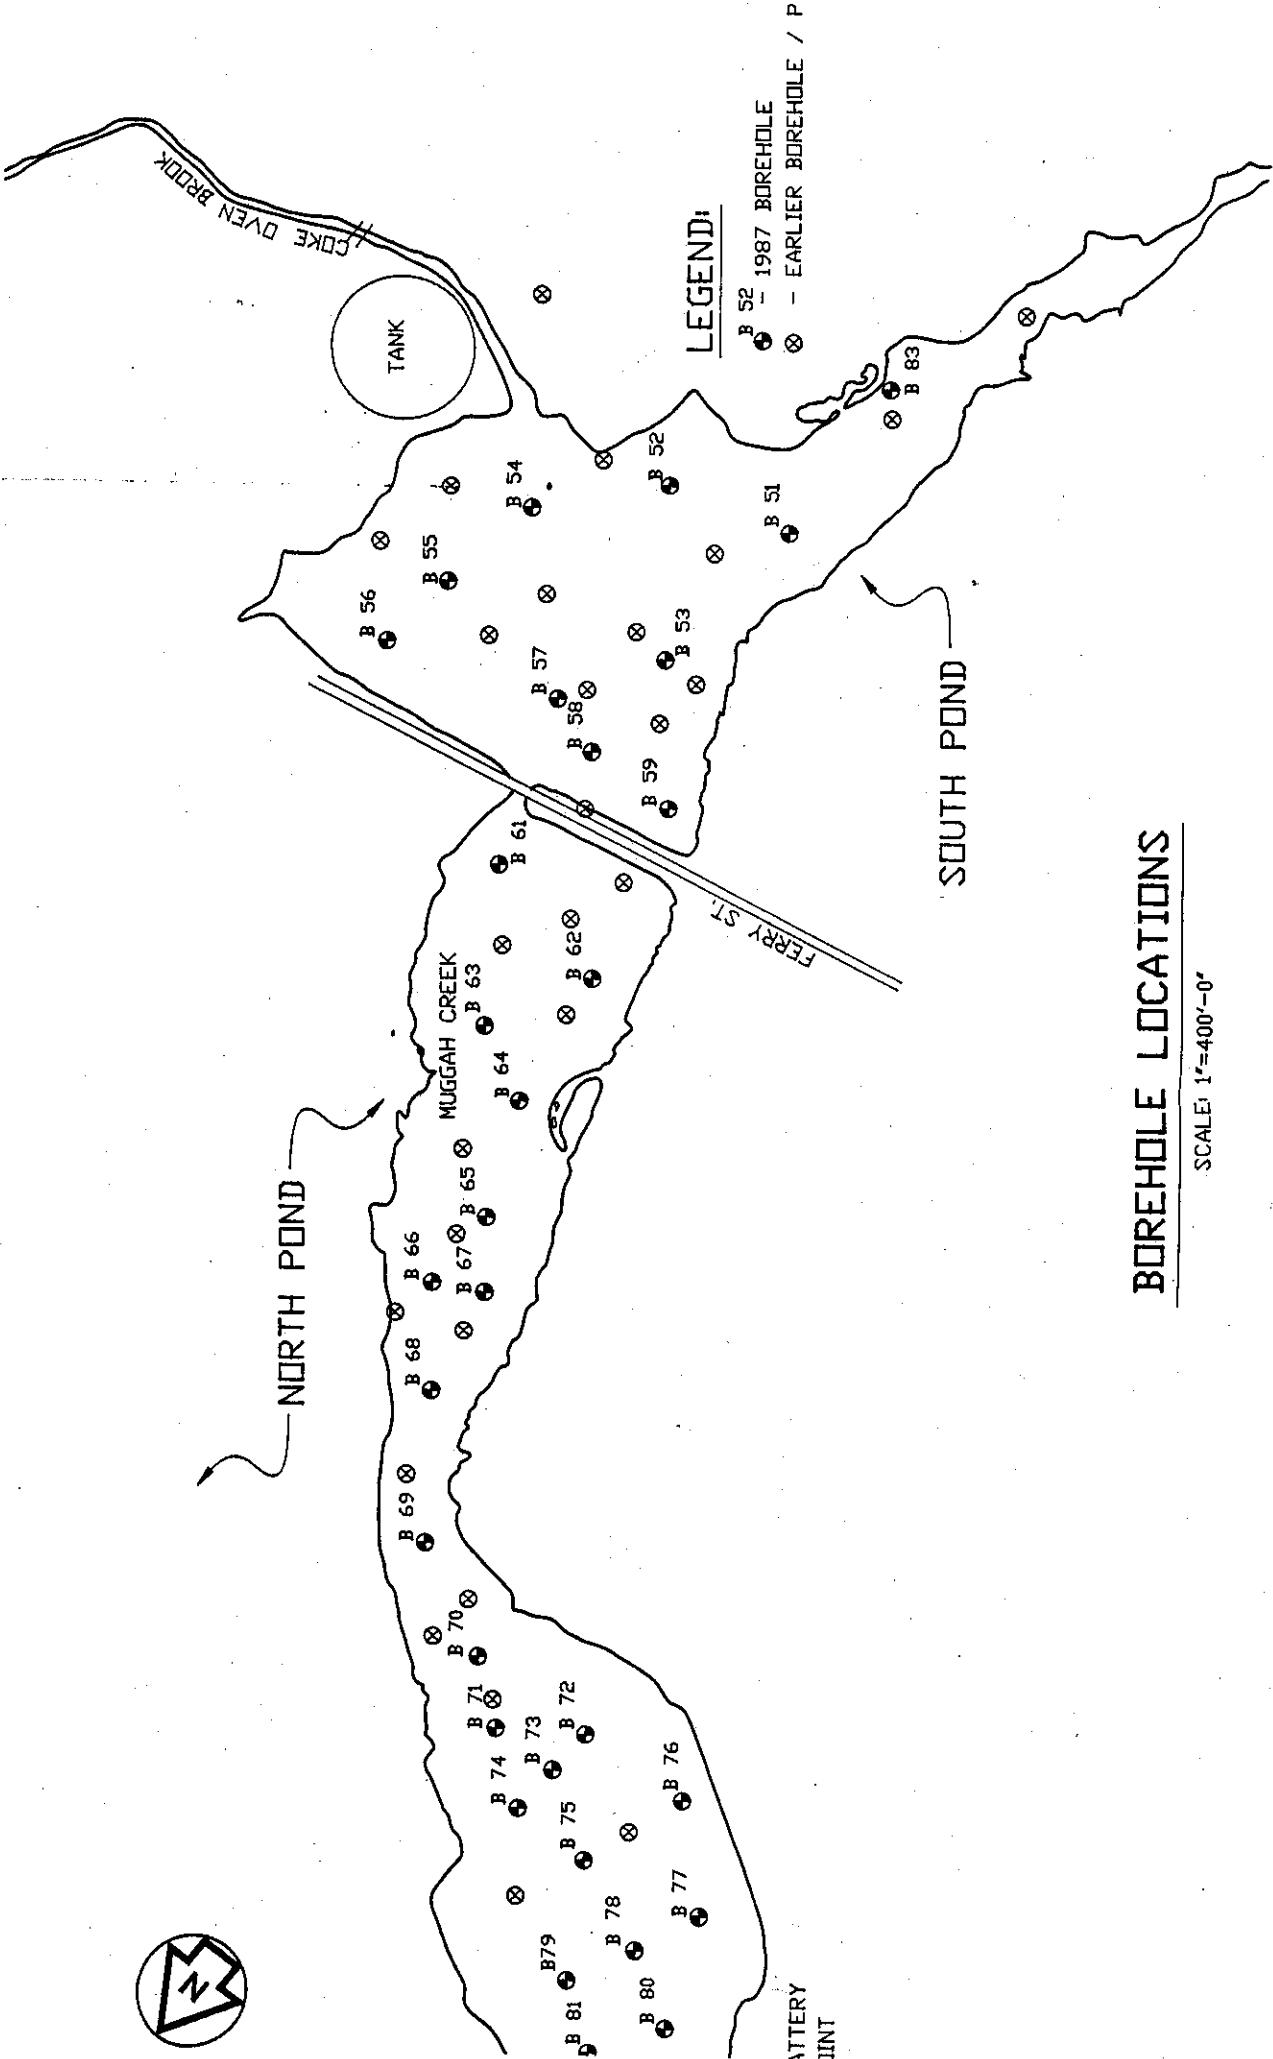 COKE OVEN BROOK
TANK
LEGEND:
B 52
- 1987 BOREHOLE
- EARLIER BOREHOLE / P
B 83
B 52
B 54
B 51
B 55
B 56
B 53
B 57
B 58
B 59
SOUTH POND
B 61
FERRY ST.
B 62
MUGGAH CREEK
B 63
B 64
NORTH POND
B 65
B 66
B 67
B 68
B 69
B 70
B 71
B 72
B 73
B 74
B 75
B 76
B 77
B 78
B79
B 80
B 81
ATTERY
INT
N
BOREHOLE LOCATIONS
SCALE: 1"=400'-0"